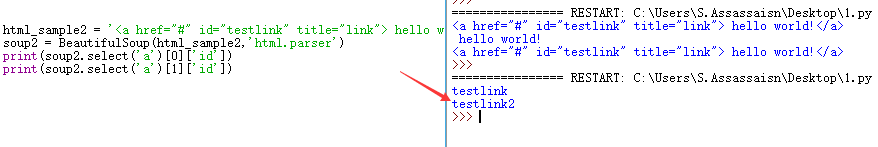 html_sample2 = '<a href="#" id="testlink" title="link"> hello w
soup2 = BeautifulSoup(html_sample2,'html.parser')
print(soup2.select('a')[0]['id'])
print(soup2.select('a')[1]['id'])
>>>
================ RESTART: C:\Users\S.Assassaisn\Desktop\1.py
<a href="#" id="testlink" title="link"> hello world!</a>
 hello world!
<a href="#" id="testlink" title="link"> hello world!</a>
>>>
================ RESTART: C:\Users\S.Assassaisn\Desktop\1.py
testlink
testlink2
>>>